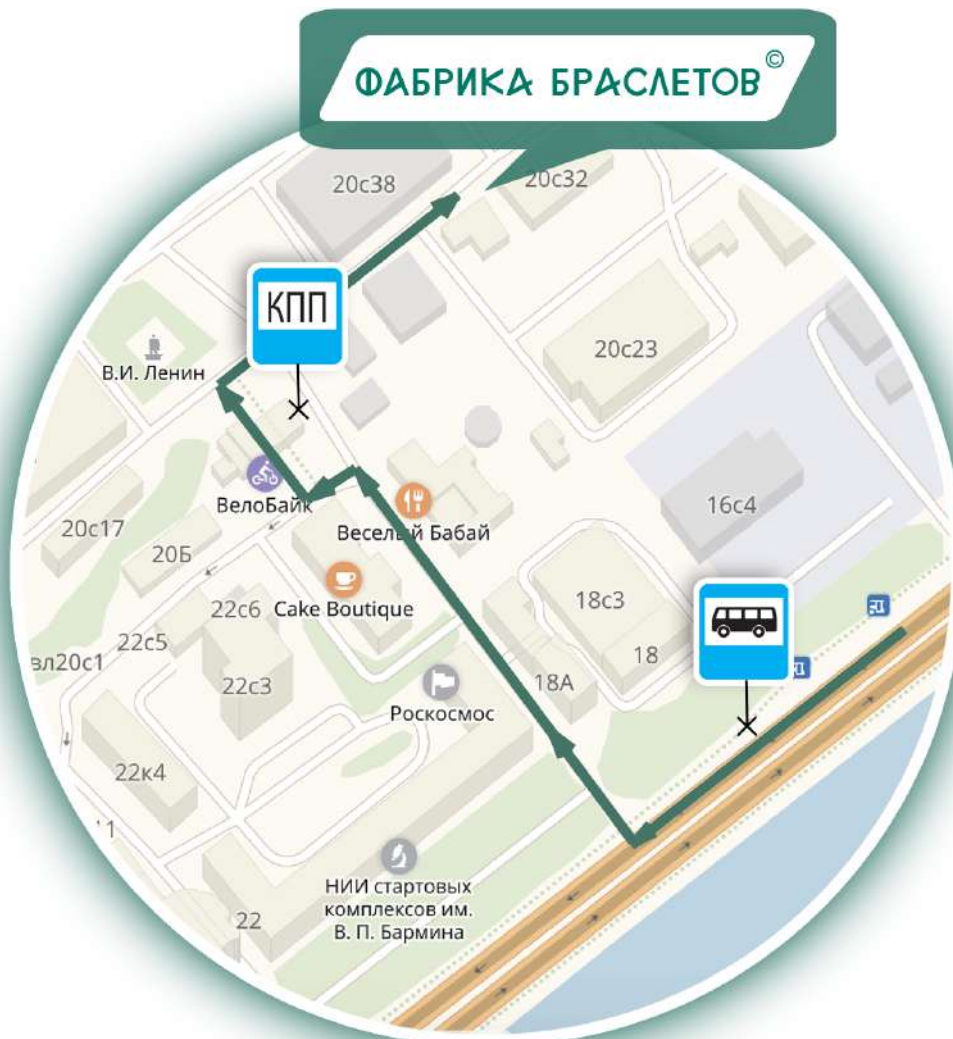 ФАБРИКА БРАСЛЕТОВ©
20с38
20с32
КПП
20с23
В.И. Ленин
16с4
ВелоБайк
20с17
Веселый Бабай
20Б
22с6
Cake Boutique
18с3
22с5
вл20с1
22с3
18А
18
Роскосмос
22к4
НИИ стартовых
комплексов им.
В. П. Бармина
22